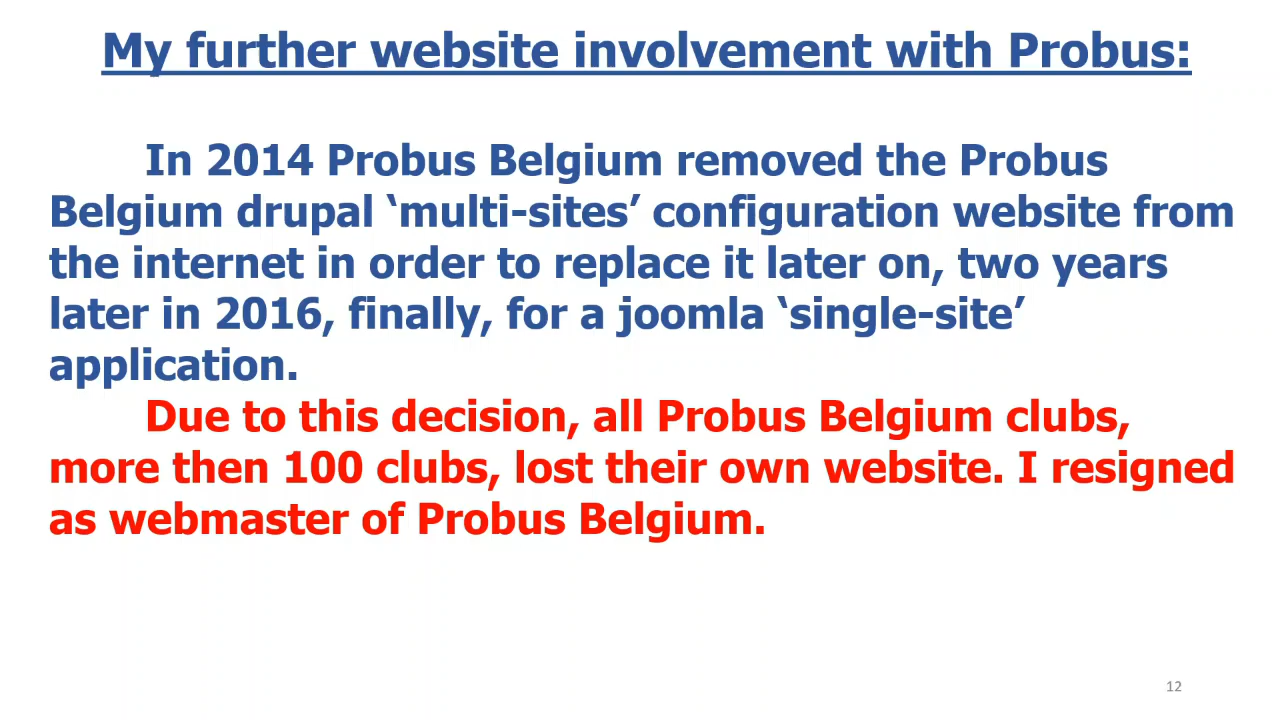 My further website involvement with Probus:
In 2014 Probus Belgium removed the Probus
Belgium drupal ‘multi-sites’ configuration website from
the internet in order to replace it later on, two years
later in 2016, finally, for a joomla ‘single-site’
application.
Due to this decision, all Probus Belgium clubs,
more then 100 clubs, lost their own website. I resigned
as webmaster of Probus Belgium.
12